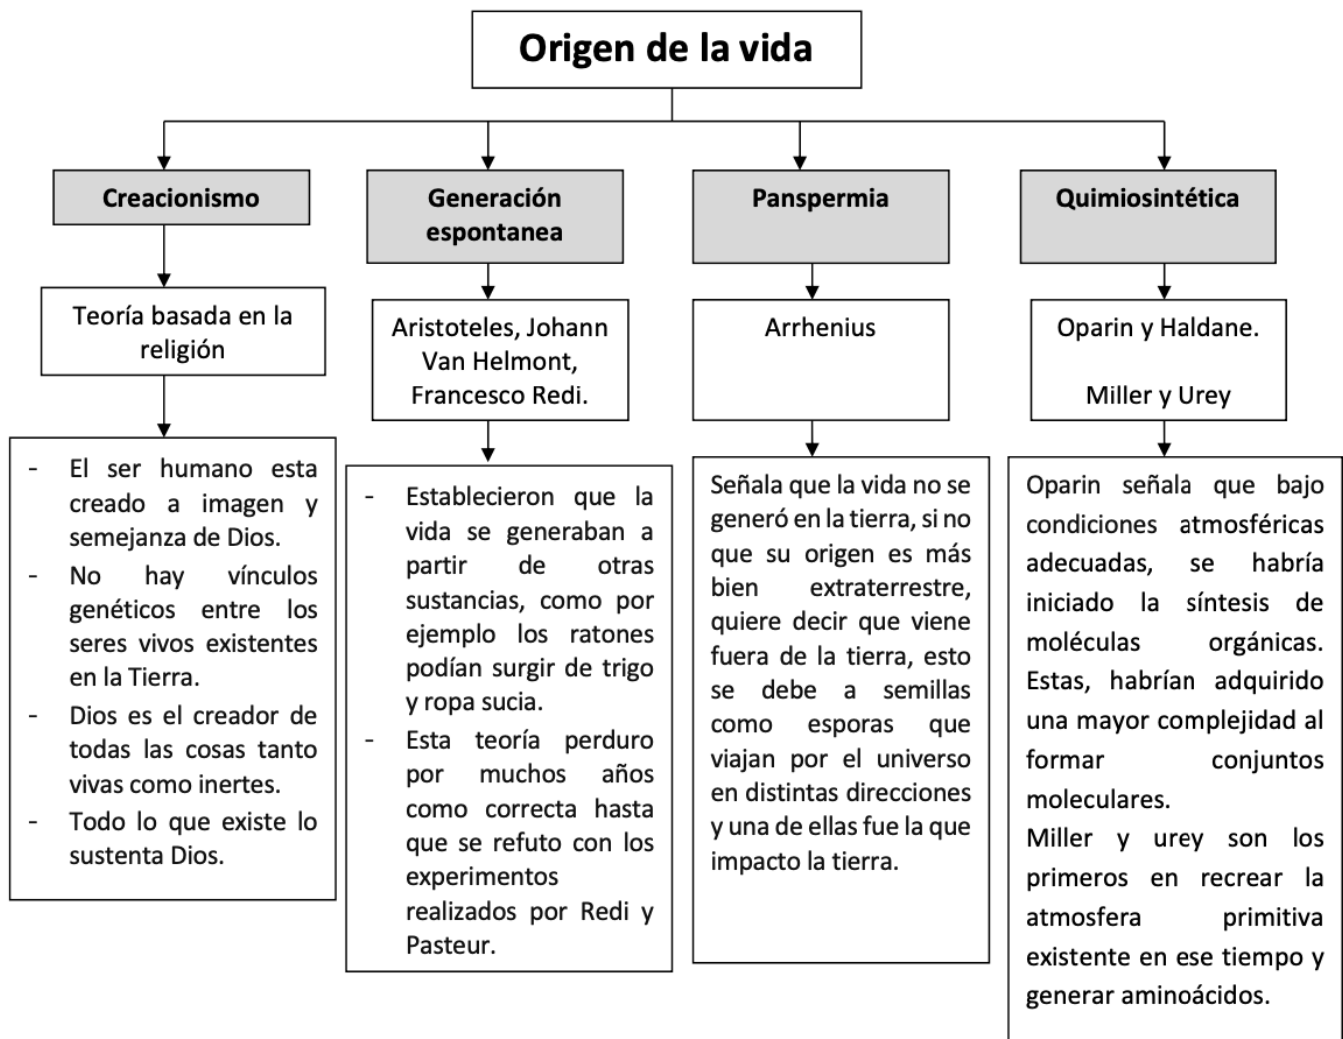 Origen de la vida
Creacionismo
Teoría basada en la
religión
- El ser humano esta
creado a imagen y
semejanza de Dios.
- No hay vínculos
genéticos entre los
seres vivos existentes
en la Tierra.
- Dios es el creador de
todas las cosas tanto
vivas como inertes.
- Todo lo que existe lo
sustenta Dios.
Generación
espontanea
Aristoteles, Johann
Van Helmont,
Francesco Redi.
- Establecieron que la
vida se generaban a
partir de otras
sustancias, como por
ejemplo los ratones
podían surgir de trigo
y ropa sucia.
- Esta teoría perduro
por muchos años
como correcta hasta
que se refuto con los
experimentos
realizados por Redi y
Pasteur.
Panspermia
Arrhenius
Señala que la vida no se
generó en la tierra, si no
que su origen es más
bien extraterrestre,
quiere decir que viene
fuera de la tierra, esto
se debe a semillas
como esporas que
viajan por el universo
en distintas direcciones
y una de ellas fue la que
impacto la tierra.
Quimiosintética
Oparin y Haldane.
Miller y Urey
Oparin señala que bajo
condiciones atmosféricas
adecuadas, se habría
iniciado la síntesis de
moléculas orgánicas.
Estas, habrían adquirido
una mayor complejidad al
formar conjuntos
moleculares.
Miller y urey son los
primeros en recrear la
atmosfera primitiva
existente en ese tiempo y
generar aminoácidos.